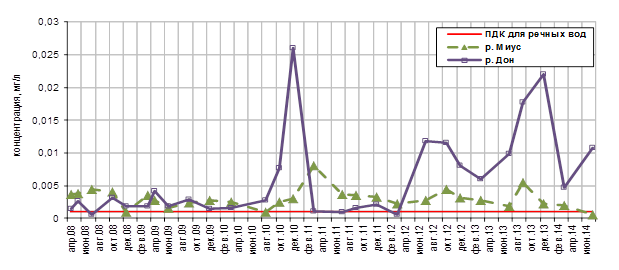 0,03
0,025
0,02
0,015
0,01
0,005
0
концентрация, мг/л
ПДК для речных вод
р. Миус
р. Дон
апр.08
июн.08
авг.08
окт.08
дек.08
фев.09
апр.09
июн.09
авг.09
окт.09
дек.09
фев.10
апр.10
июн.10
авг.10
окт.10
дек.10
фев.11
апр.11
июн.11
авг.11
окт.11
дек.11
фев.12
апр.12
июн.12
авг.12
окт.12
дек.12
фев.13
апр.13
июн.13
авг.13
окт.13
дек.13
фев.14
апр.14
июн.14